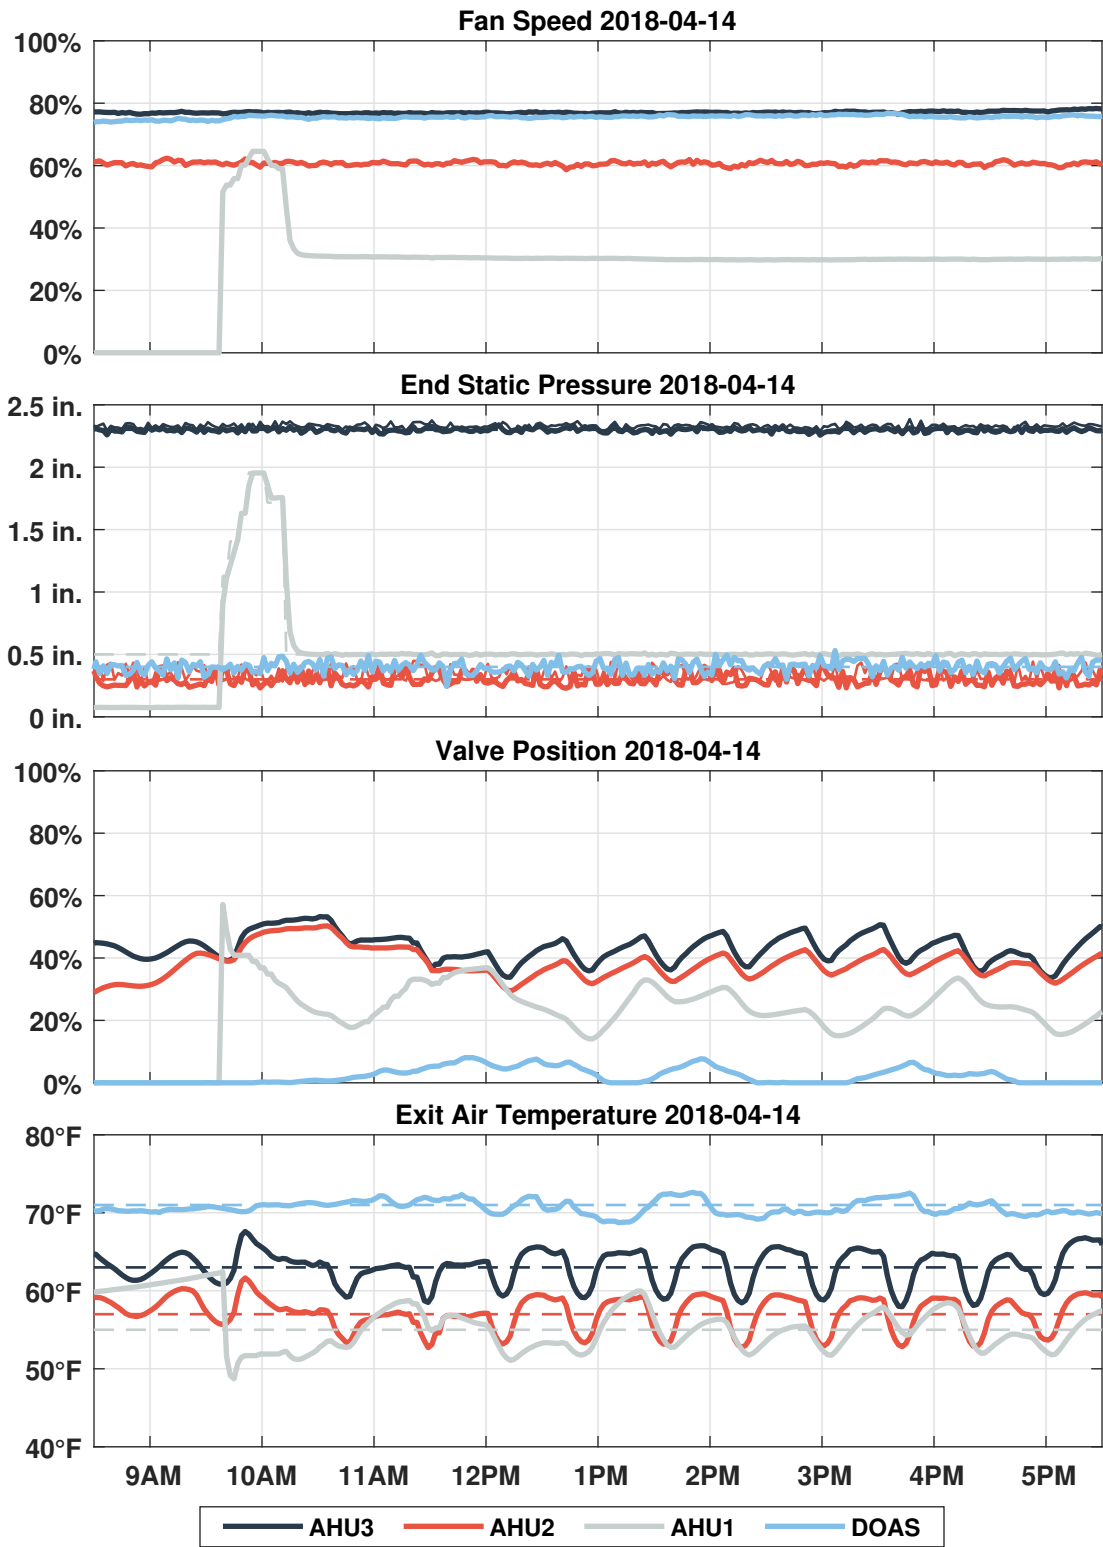 Fan Speed 2018-04-14
100%
80%
60%
40%
20%
0%
End Static Pressure 2018-04-14
2.5 in.
2 in.
1.5 in.
1 in.
0.5 in.
0 in.
Valve Position 2018-04-14
100%
80%
60%
40%
20%
0%
Exit Air Temperature 2018-04-14
80°F
70°F
60°F
50°F
40°F
9AM 10AM 11AM 12PM 1PM 2PM 3PM 4PM 5PM
AHU3 AHU2 AHU1 DOAS